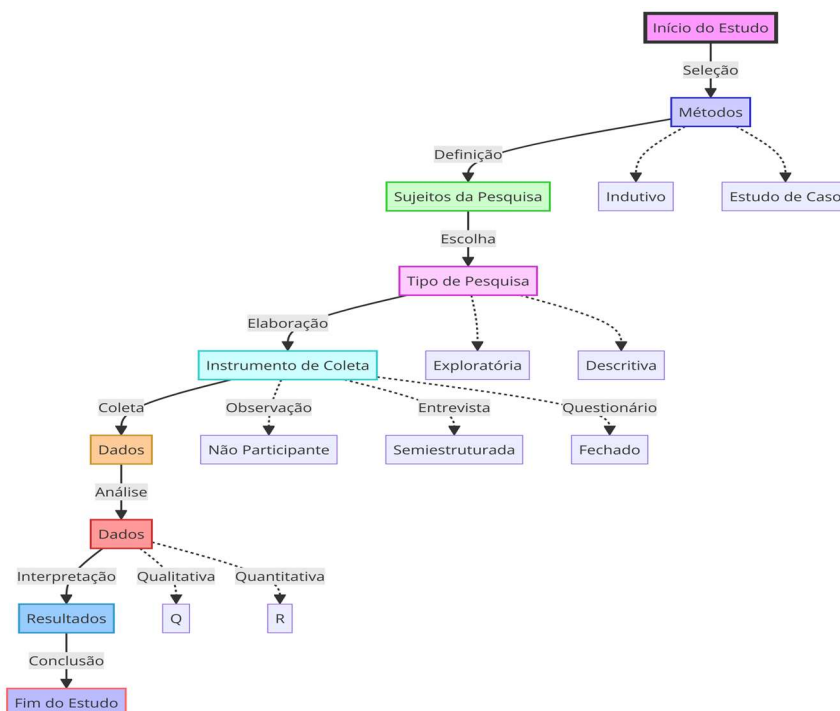 Início do Estudo
Seleção
Métodos
Definição
Sujeitos da Pesquisa
Indutivo
Estudo de Caso
Escolha
Tipo de Pesquisa
Elaboração
Instrumento de Coleta
Exploratória
Descritiva
Coleta
Observação
Entrevista
Questionário
Dados
Não Participante
Semiestruturada
Fechado
Análise
Dados
Interpretação
Qualitativa
Quantitativa
Resultados
Q
R
Conclusão
Fim do Estudo